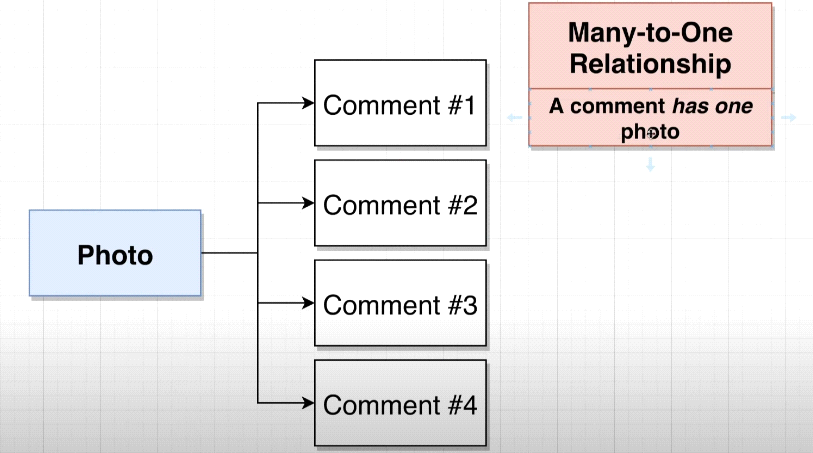 Many-to-One
Relationship
A comment has one
photo
Comment #1
Comment #2
Photo
Comment #3
Comment #4